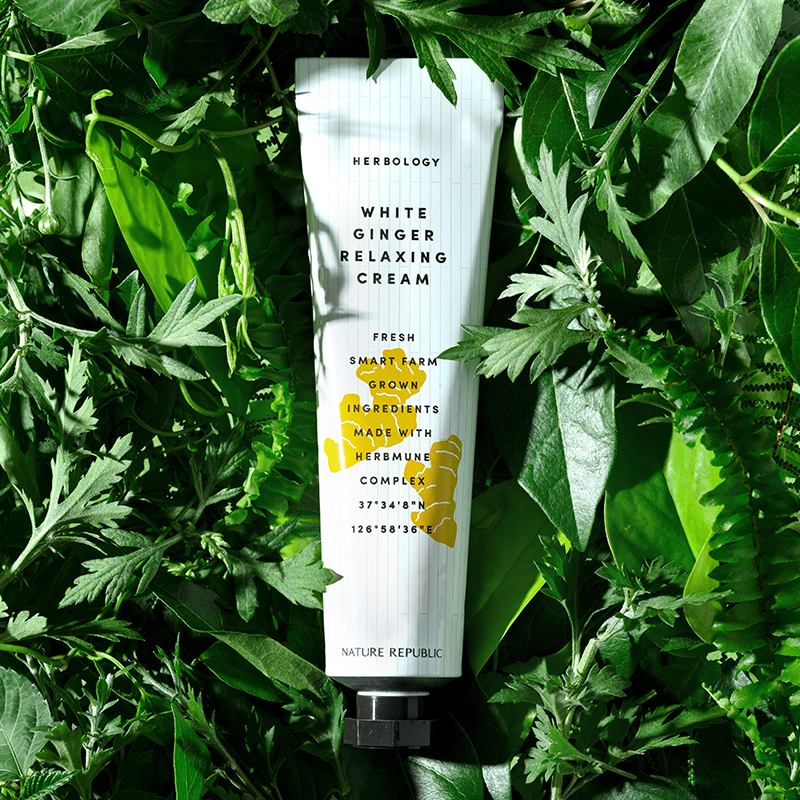 HERBOLOGY
WHITE
GINGER
RELAXING
CREAM
FRESH
SMART FARM
GROWN
INGREDIENTS
MADE WITH
HERBMUNE
COMPLEX
37°34'8"N
126°58'36"E
NATURE REPUBLIC